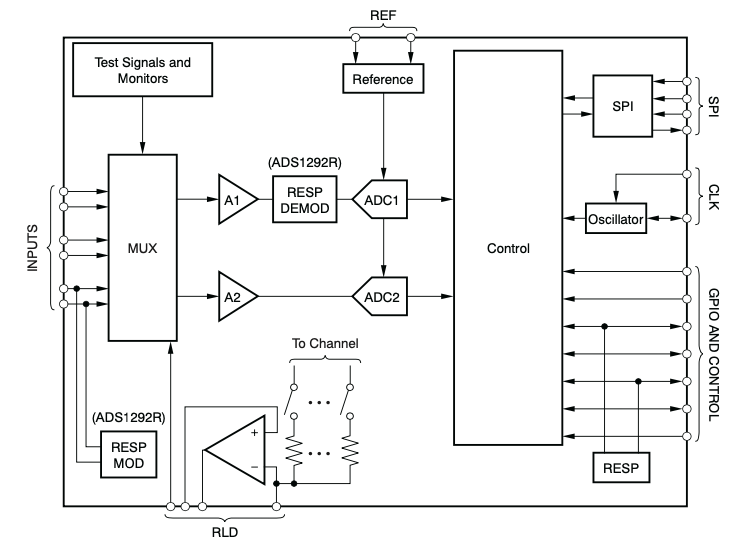 REF
Test Signals and
Monitors
Reference
SPI
SPI
(ADS1292R)
CLK
A1
RESP
DEMOD
ADC1
Oscillator
INPUTS
MUX
Control
A2
ADC2
GPIO AND CONTROL
To Channel
(ADS1292R)
+
RESP
MOD
−
RESP
RLD